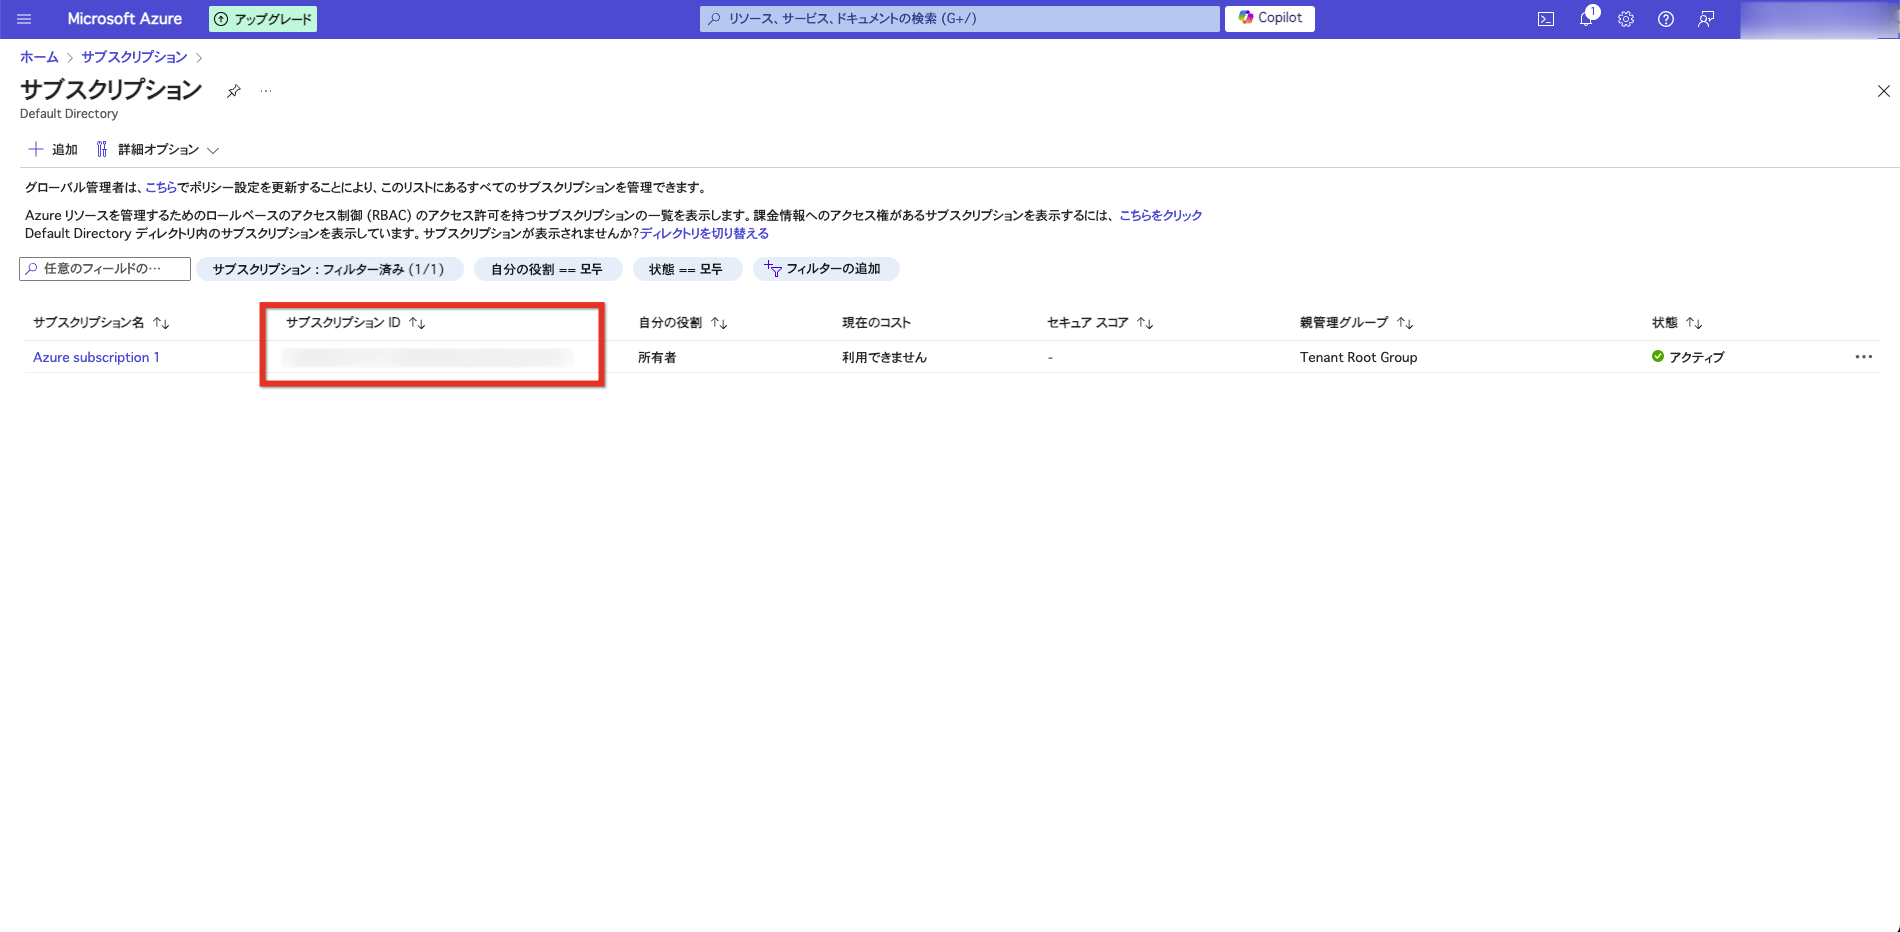 Microsoft Azure
アップグレード
リソース、サービス、ドキュメントの検索 (G+/)
Copilot
1
ホーム > サブスクリプション >
サブスクリプション
Default Directory
追加
詳細オプション
グローバル管理者は、こちらでポリシー設定を更新することにより、このリストにあるすべてのサブスクリプションを管理できます。
Azure リソースを管理するためのロールベースのアクセス制御 (RBAC) のアクセス許可を持つサブスクリプションの一覧を表示します。課金情報へのアクセス権があるサブスクリプションを表示するには、 こちらをクリック
Default Directory ディレクトリ内のサブスクリプションを表示しています。サブスクリプションが表示されませんか?ディレクトリを切り替える
任意のフィールドの…
サブスクリプション : フィルター済み (1/1)
自分の役割 == 모두
状態 == 모두
フィルターの追加
サブスクリプション名 ↑↓
サブスクリプション ID ↑↓
自分の役割 ↑↓
現在のコスト
セキュア スコア ↑↓
親管理グループ ↑↓
状態 ↑↓
Azure subscription 1
所有者
利用できません
-
Tenant Root Group
アクティブ